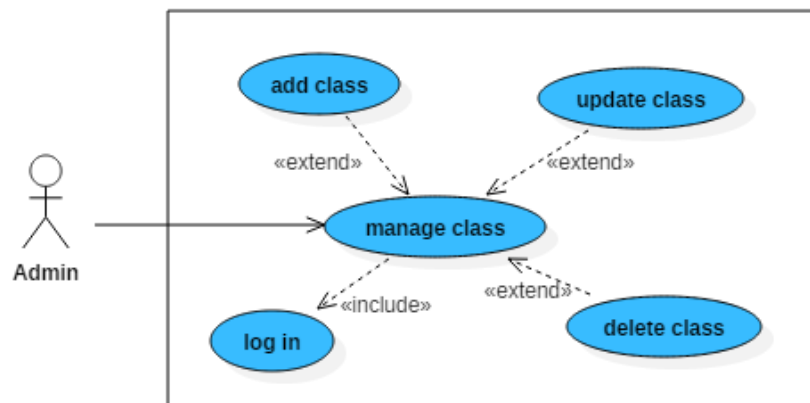 add class
update class
«extend»
«extend»
manage class
Admin
«include»
«extend»
log in
delete class